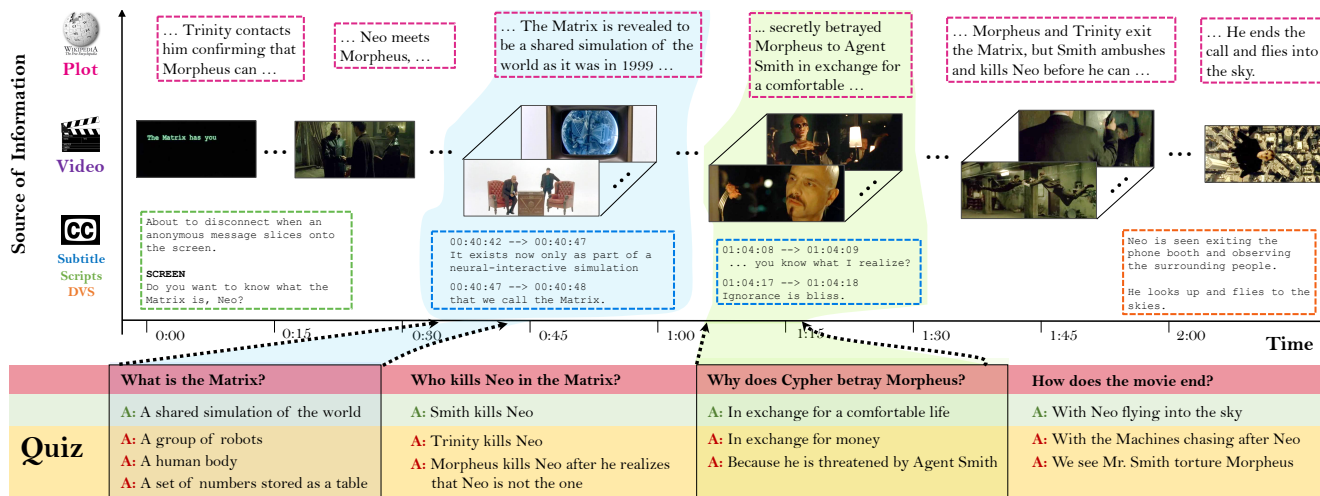 Source of Information
WIKIPEDIA
The Free Encyclopedia
Plot
… Trinity contacts
him confirming that
Morpheus can …
… Neo meets
Morpheus, …
… The Matrix is revealed to
be a shared simulation of the
world as it was in 1999 …
... secretly betrayed
Morpheus to Agent
Smith in exchange for
a comfortable …
… Morpheus and Trinity exit
the Matrix, but Smith ambushes
and kills Neo before he can …
… He ends the
call and flies into
the sky.
Video
The Matrix has you
CC
Subtitle
Scripts
DVS
About to disconnect when an
anonymous message slices onto
the screen.
SCREEN
Do you want to know what the
Matrix is, Neo?
00:40:42 --> 00:40:47
It exists now only as part of a
neural-interactive simulation
00:40:47 --> 00:40:48
that we call the Matrix.
01:04:08 --> 01:04:09
... you know what I realize?
01:04:17 --> 01:04:18
Ignorance is bliss.
Neo is seen exiting the
phone booth and observing
the surrounding people.
He looks up and flies to the
skies.
0:00 0:15 0:30 0:45 1:00 1:15 1:30 1:45 2:00
Time
Quiz
What is the Matrix?
A: A shared simulation of the world
A: A group of robots
A: A human body
A: A set of numbers stored as a table
Who kills Neo in the Matrix?
A: Smith kills Neo
A: Trinity kills Neo
A: Morpheus kills Neo after he realizes
that Neo is not the one
Why does Cypher betray Morpheus?
A: In exchange for a comfortable life
A: In exchange for money
A: Because he is threatened by Agent Smith
How does the movie end?
A: With Neo flying into the sky
A: With the Machines chasing after Neo
A: We see Mr. Smith torture Morpheus